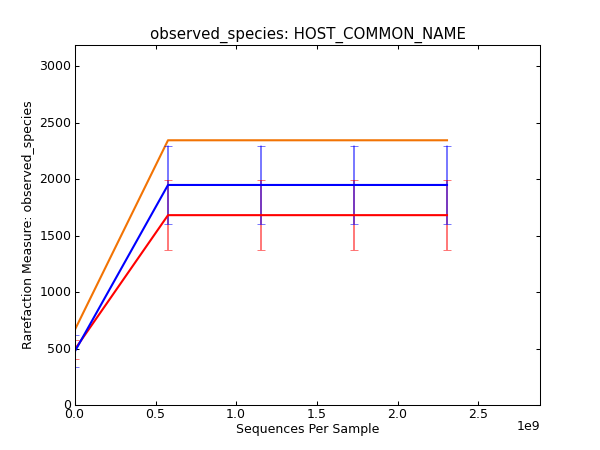 observed_species: HOST_COMMON_NAME
Rarefaction Measure: observed_species
3000
2500
2000
1500
1000
500
0
0.0 0.5 1.0 1.5 2.0 2.5
1e9
Sequences Per Sample